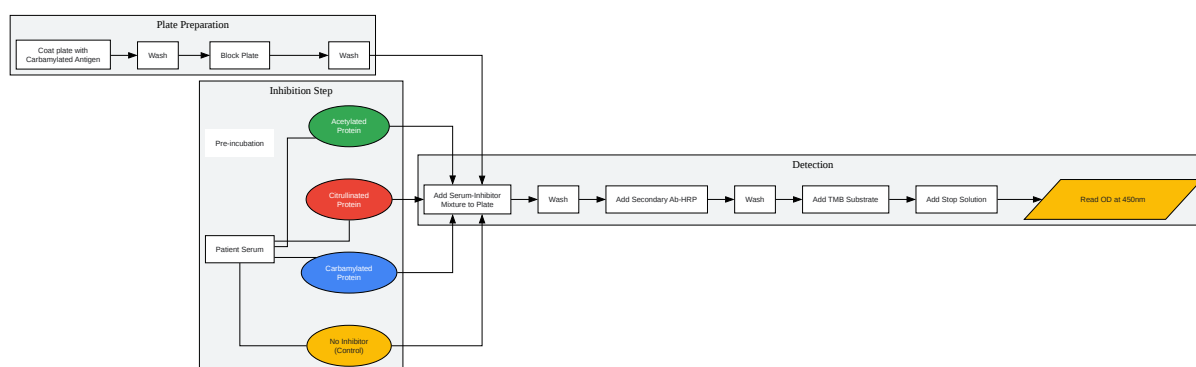 Plate Preparation
Coat plate with
Carbamylated Antigen
Wash
Block Plate
Wash
Inhibition Step
Acetylated
Protein
Pre-incubation
Citrullinated
Protein
Patient Serum
Carbamylated
Protein
No Inhibitor
(Control)
Detection
Add Serum-Inhibitor
Mixture to Plate
Wash
Add Secondary Ab-HRP
Wash
Add TMB Substrate
Add Stop Solution
Read OD at 450nm